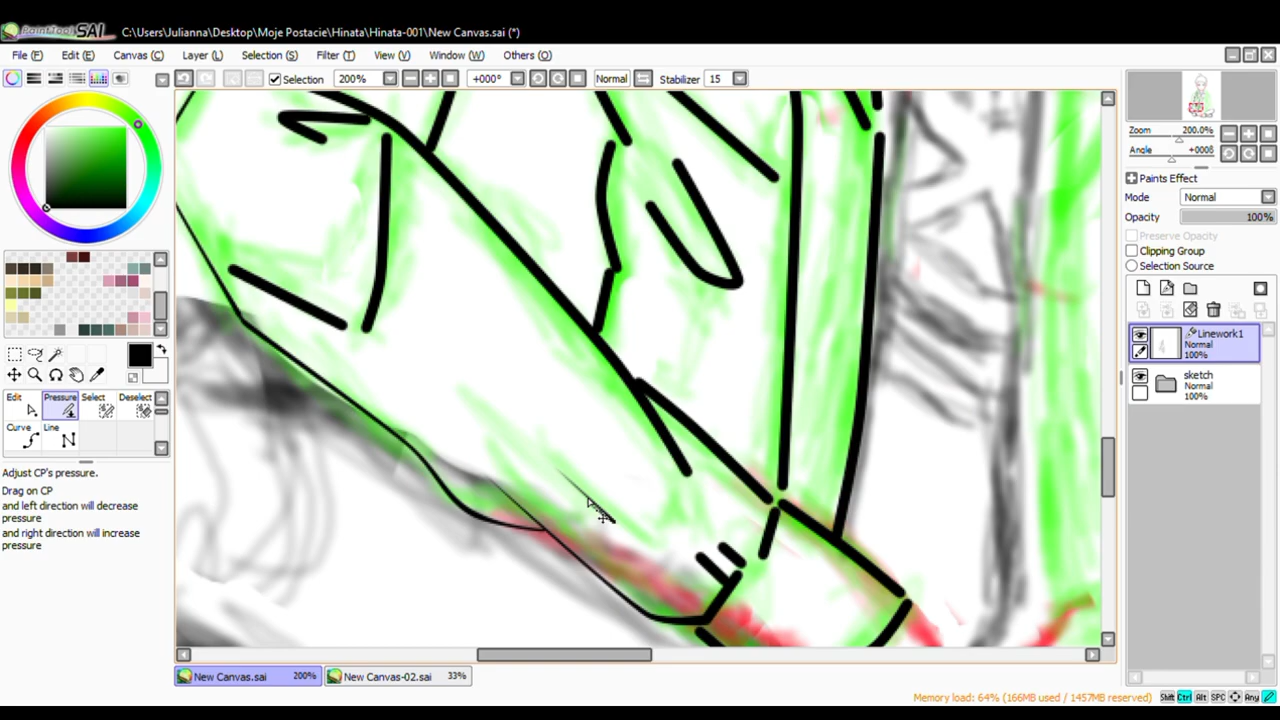 PaintTool SAI C:\Users\Julianna\Desktop\Moje Postacie\Hinata\Hinata-001\New Canvas.sai (*)
File (F) Edit (E) Canvas (C) Layer (L) Selection (S) Filter (T) View (V) Window (W) Others (O)
Selection 200% +000° Normal Stabilizer 15
Zoom 200.0%
Angle +000δ
Paints Effect
Mode Normal
Opacity 100%
Preserve Opacity
Clipping Group
Selection Source
Linework1
Normal
100%
sketch
Normal
100%
Edit Pressure Select Deselect
Curve Line
Adjust CP's pressure.
Drag on CP
and left direction will decrease
pressure
and right direction will increase
pressure
New Canvas.sai 200% New Canvas-02.sai 33%
Memory load: 64% (166MB used / 1457MB reserved) Shift Ctrl Alt SPC Any